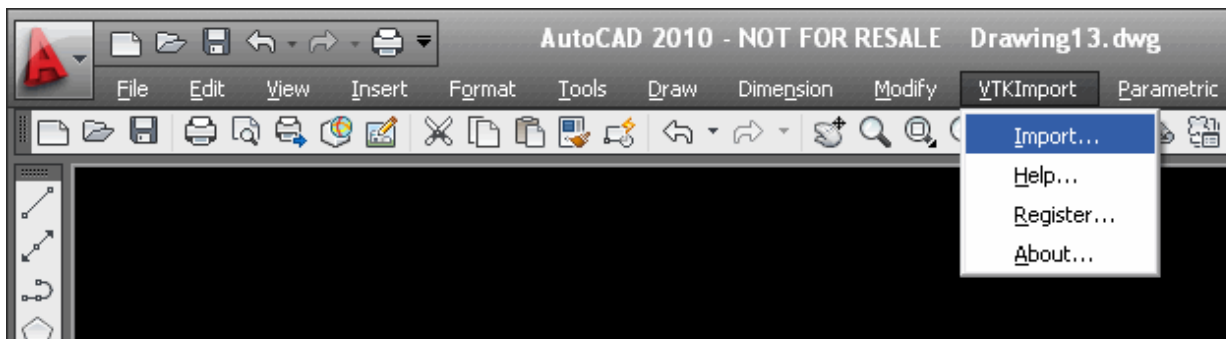 AutoCAD 2010 - NOT FOR RESALE Drawing13.dwg
File Edit View Insert Format Tools Draw Dimension Modify VTKImport Parametric
Import...
Help...
Register...
About...